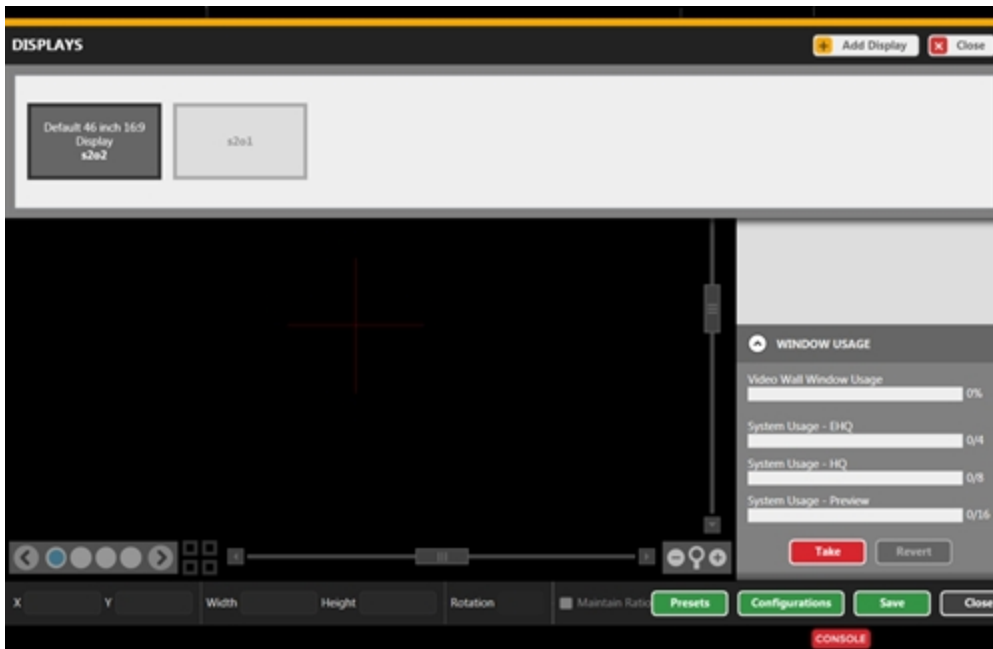 DISPLAYS
Add Display
Close
Default 46 inch 16:9
Display
s2o2
s2o1
WINDOW USAGE
Video Wall Window Usage
0%
System Usage - EHQ
0/4
System Usage - HQ
0/8
System Usage - Preview
0/16
Take
Revert
X
Y
Width
Height
Rotation
Maintain Ratio
Presets
Configurations
Save
Close
CONSOLE